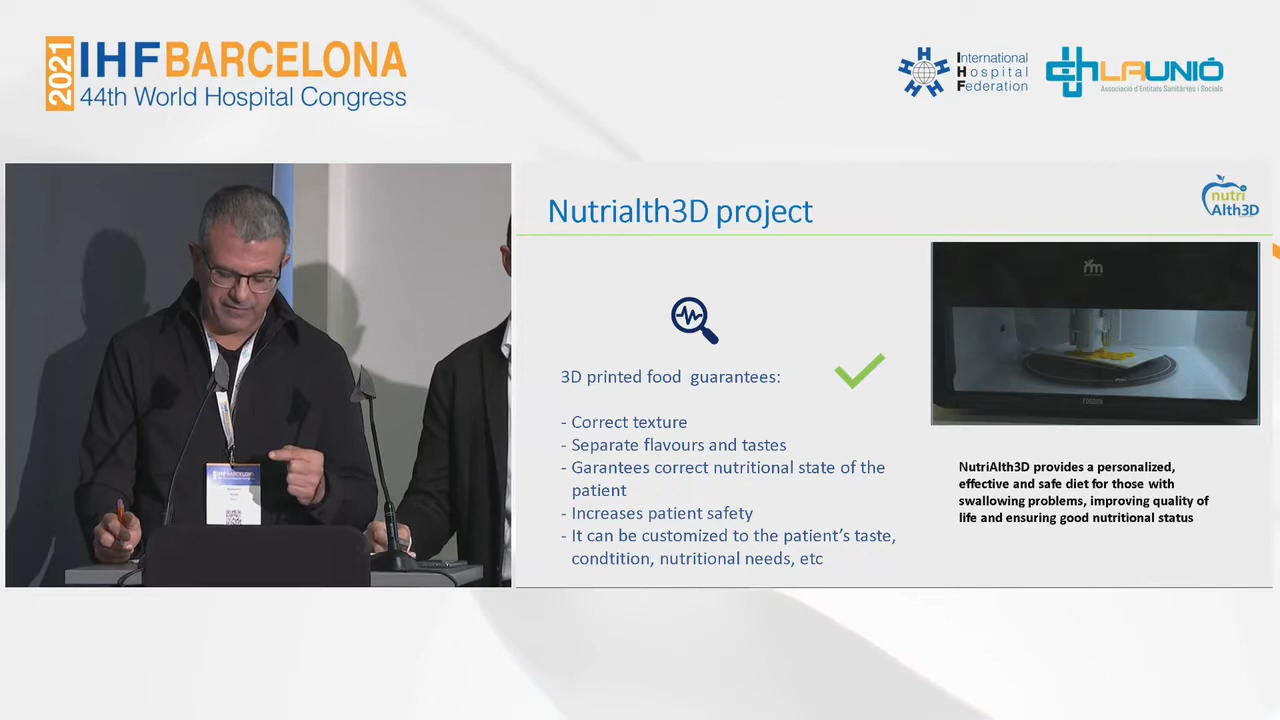 2021
IHF BARCELONA
44th World Hospital Congress
International
Hospital
Federation
LAUNIÓ
Associació d'Entitats Sanitàries i Socials
Nutrialth3D project
nutri
Alth3D
3D printed food guarantees:
- Correct texture
- Separate flavours and tastes
- Garantees correct nutritional state of the
patient
- Increases patient safety
- It can be customized to the patient's taste,
condtition, nutritional needs, etc
NutriAlth3D provides a personalized,
effective and safe diet for those with
swallowing problems, improving quality of
life and ensuring good nutritional status
IHF BARCELONA